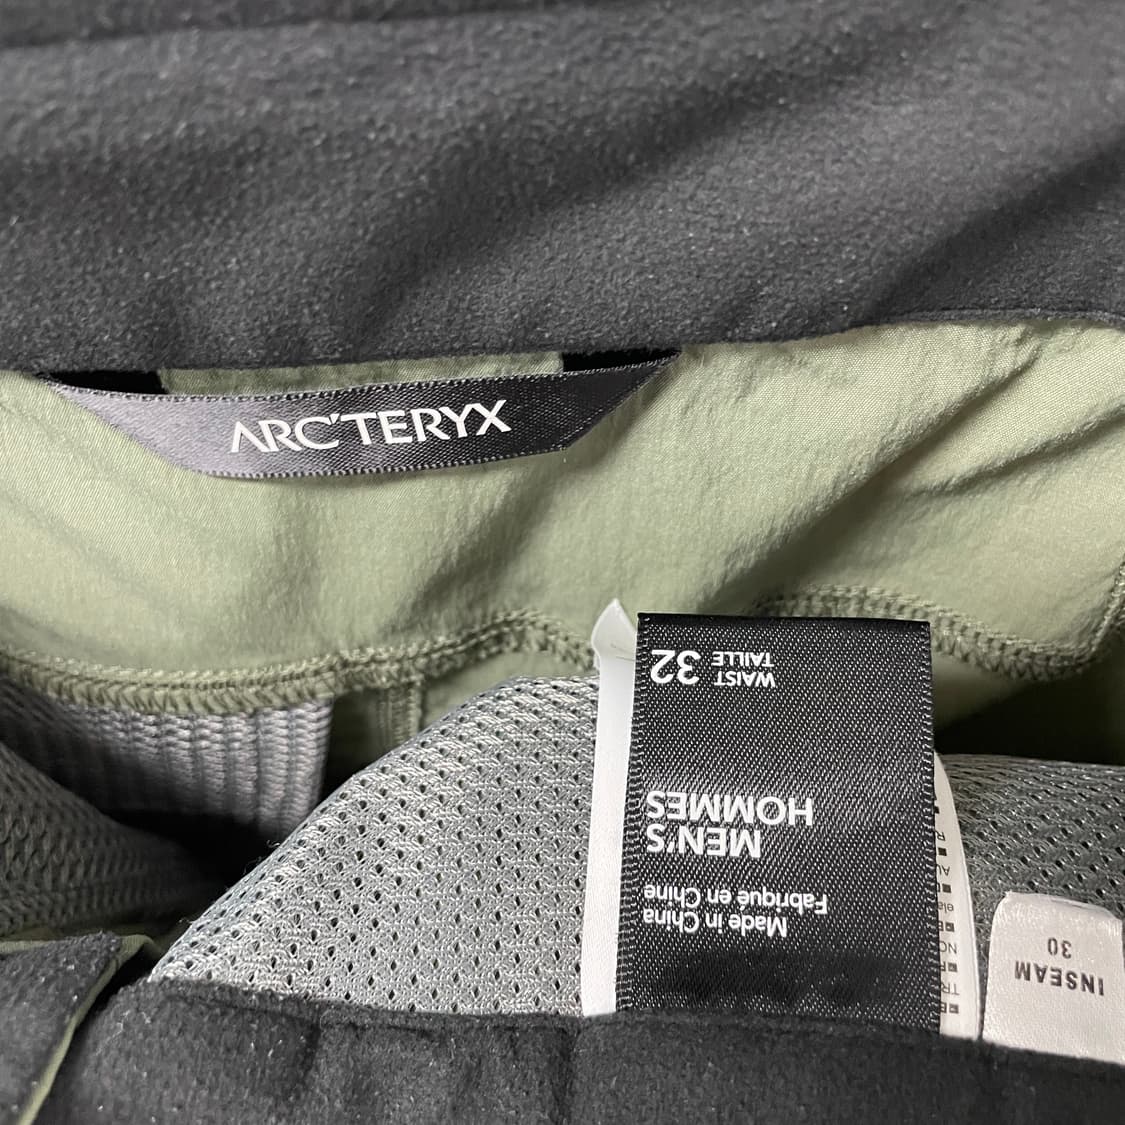 ARC'TERYX
Made in China
Fabriqué en Chine
MEN'S
HOMMES
WAIST
TAILLE 32
INSEAM
30